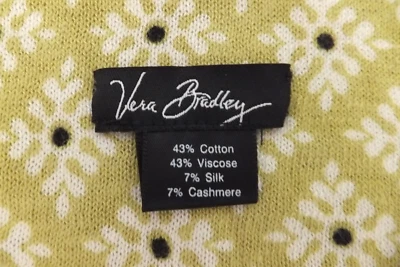 Vera Bradley
43% Cotton
43% Viscose
7% Silk
7% Cashmere